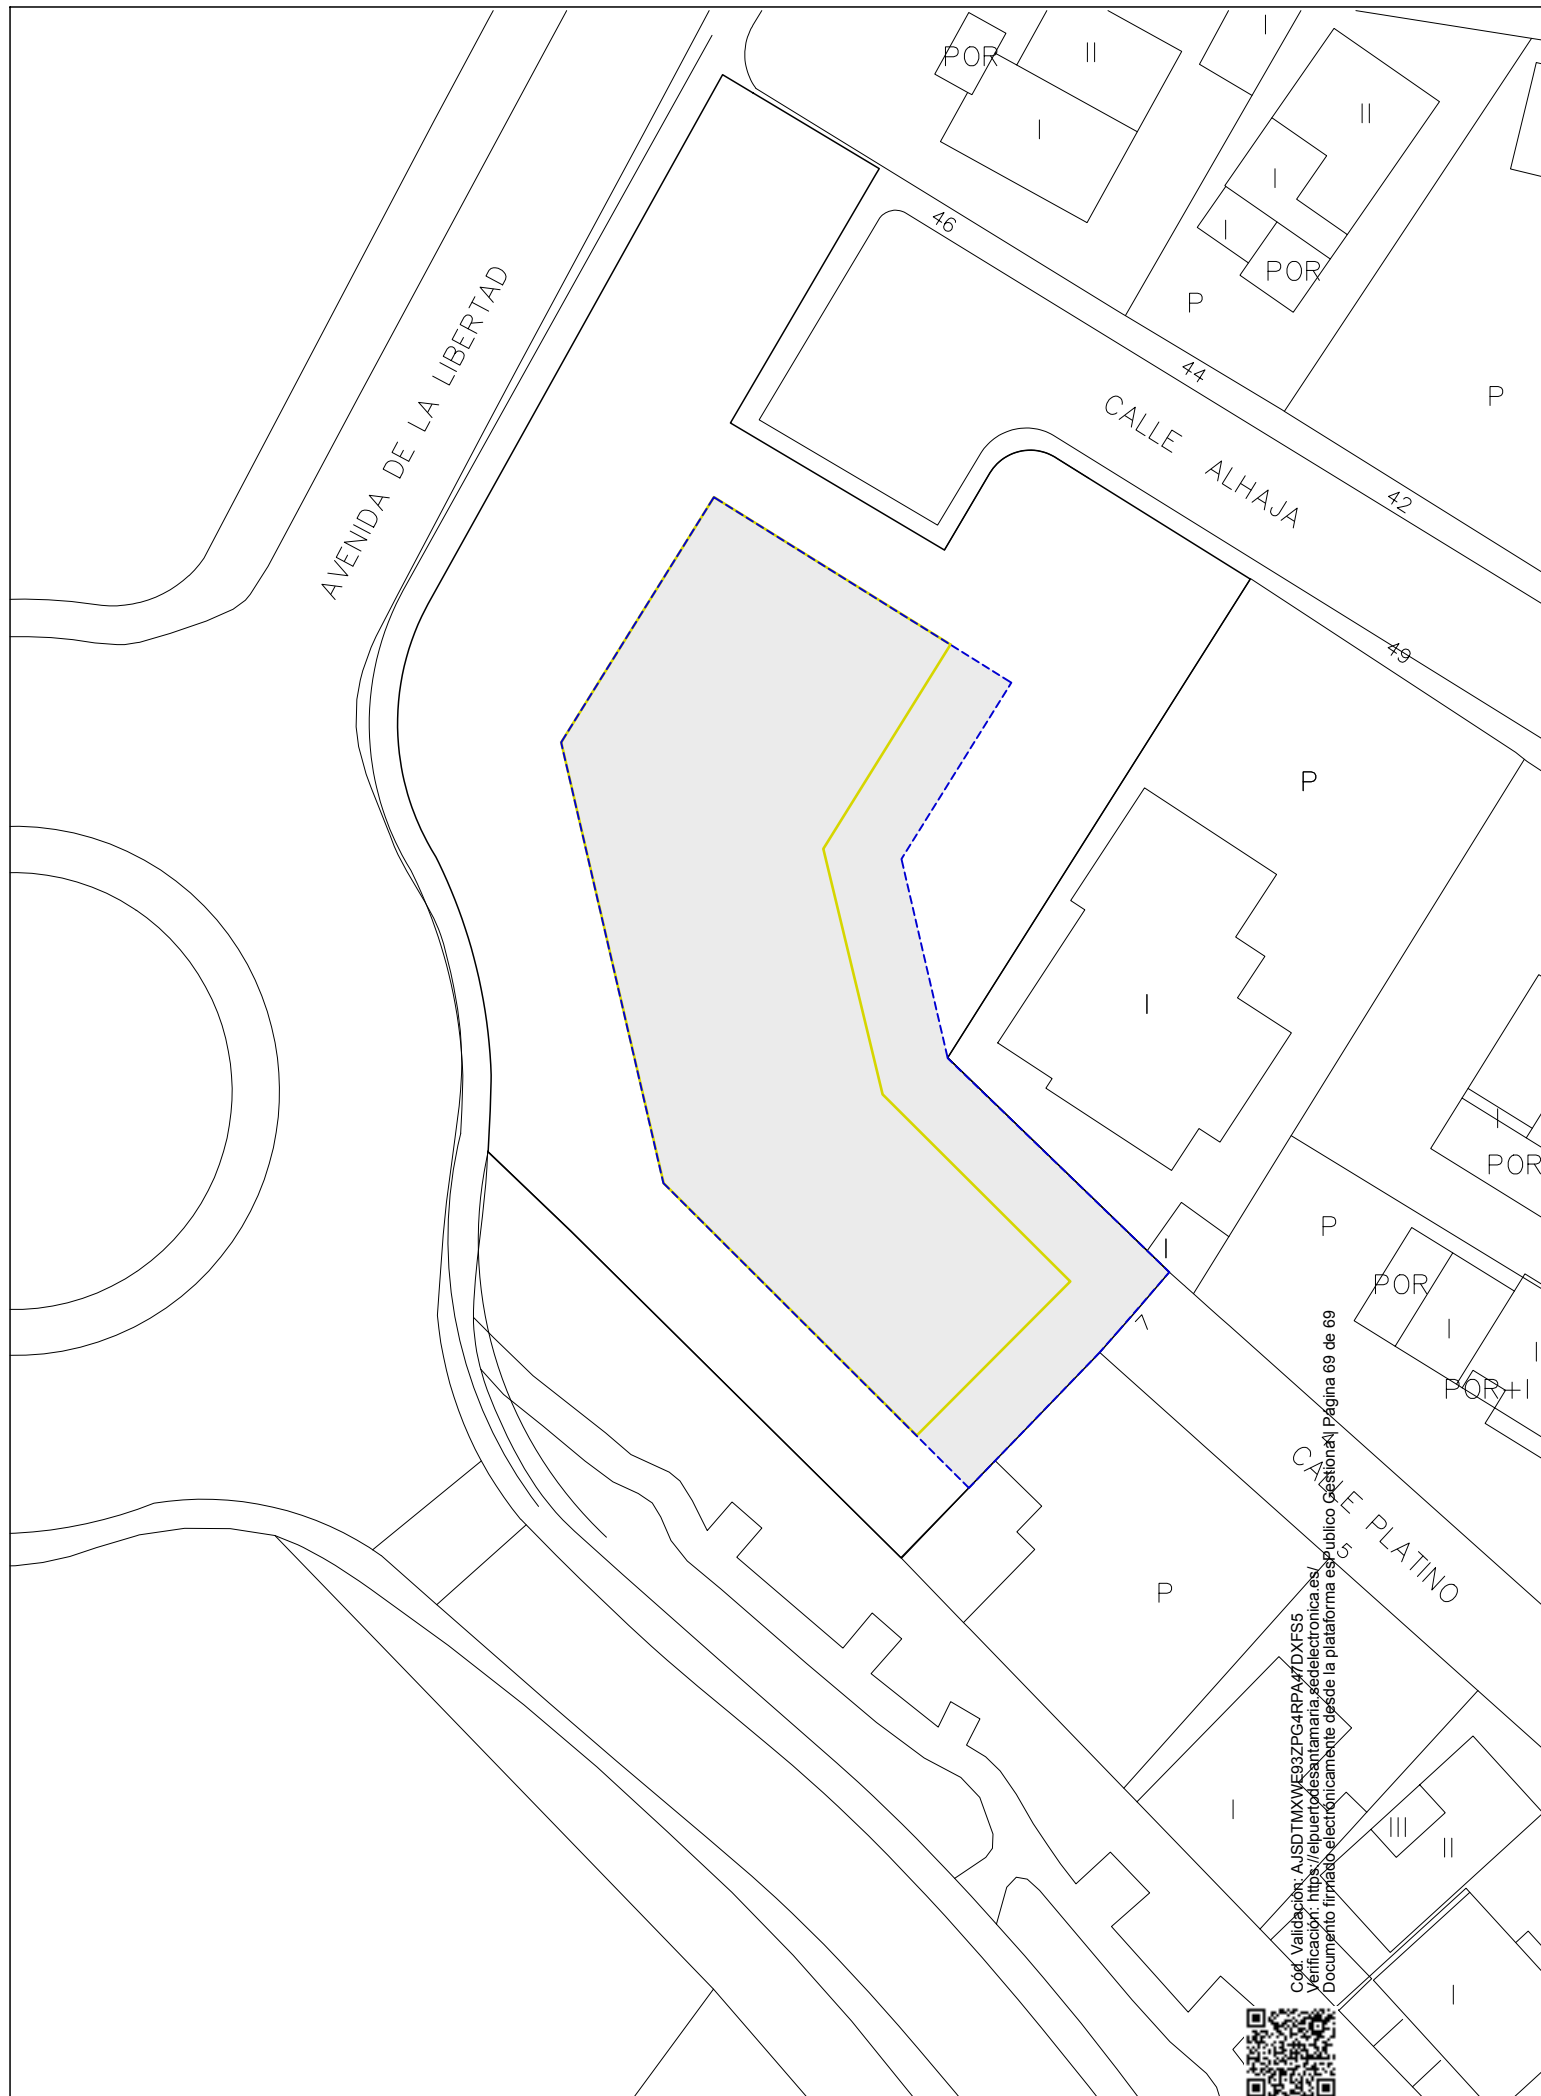 POR
II
I
I
II
I
I
POR
P
46
44
P
CALLE ALHAJA
42
AVENIDA DE LA LIBERTAD
49
P
I
I
POR
P
I
POR
I
I
7
POR+I
CALLE PLATINO
5
P
I
III
II
I
Cód. Validación: AJSDTMXWE93ZPG4RPA47DXFS5
Verificación: https://elpuertodesantamaria.sedelectronica.es/
Documento firmado electrónicamente desde la plataforma esPublico Gestiona | Página 69 de 69